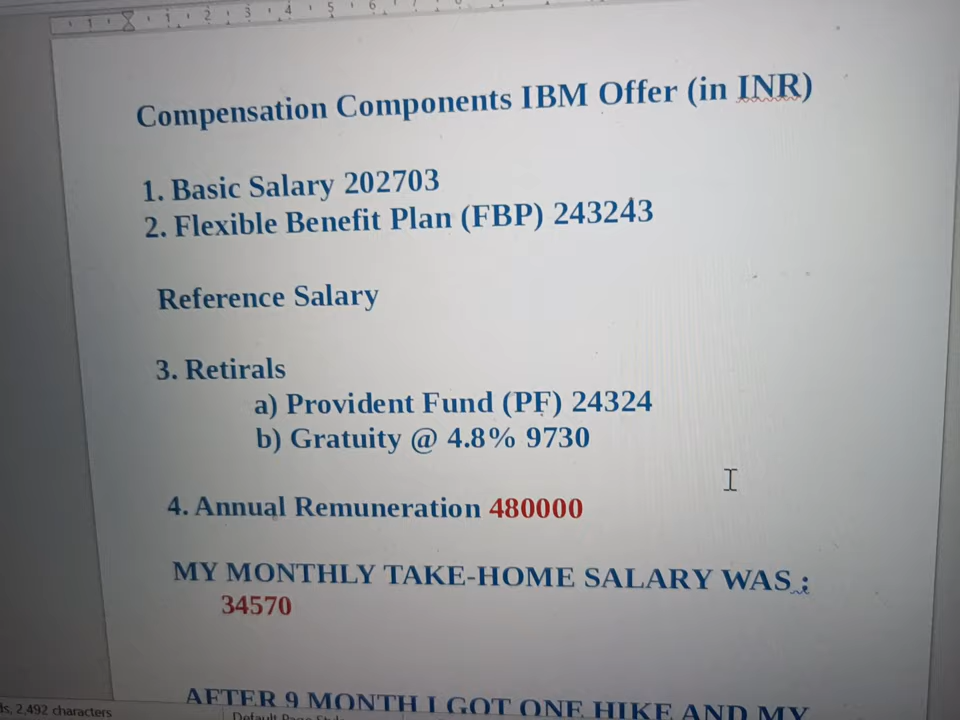 Compensation Components IBM Offer (in INR)
1. Basic Salary 202703
2. Flexible Benefit Plan (FBP) 243243
Reference Salary
3. Retirals
a) Provident Fund (PF) 24324
b) Gratuity @ 4.8% 9730
4. Annual Remuneration 480000
MY MONTHLY TAKE-HOME SALARY WAS :
34570
AFTER 9 MONTH I GOT ONE HIKE AND MY
2,492 characters
Default Page